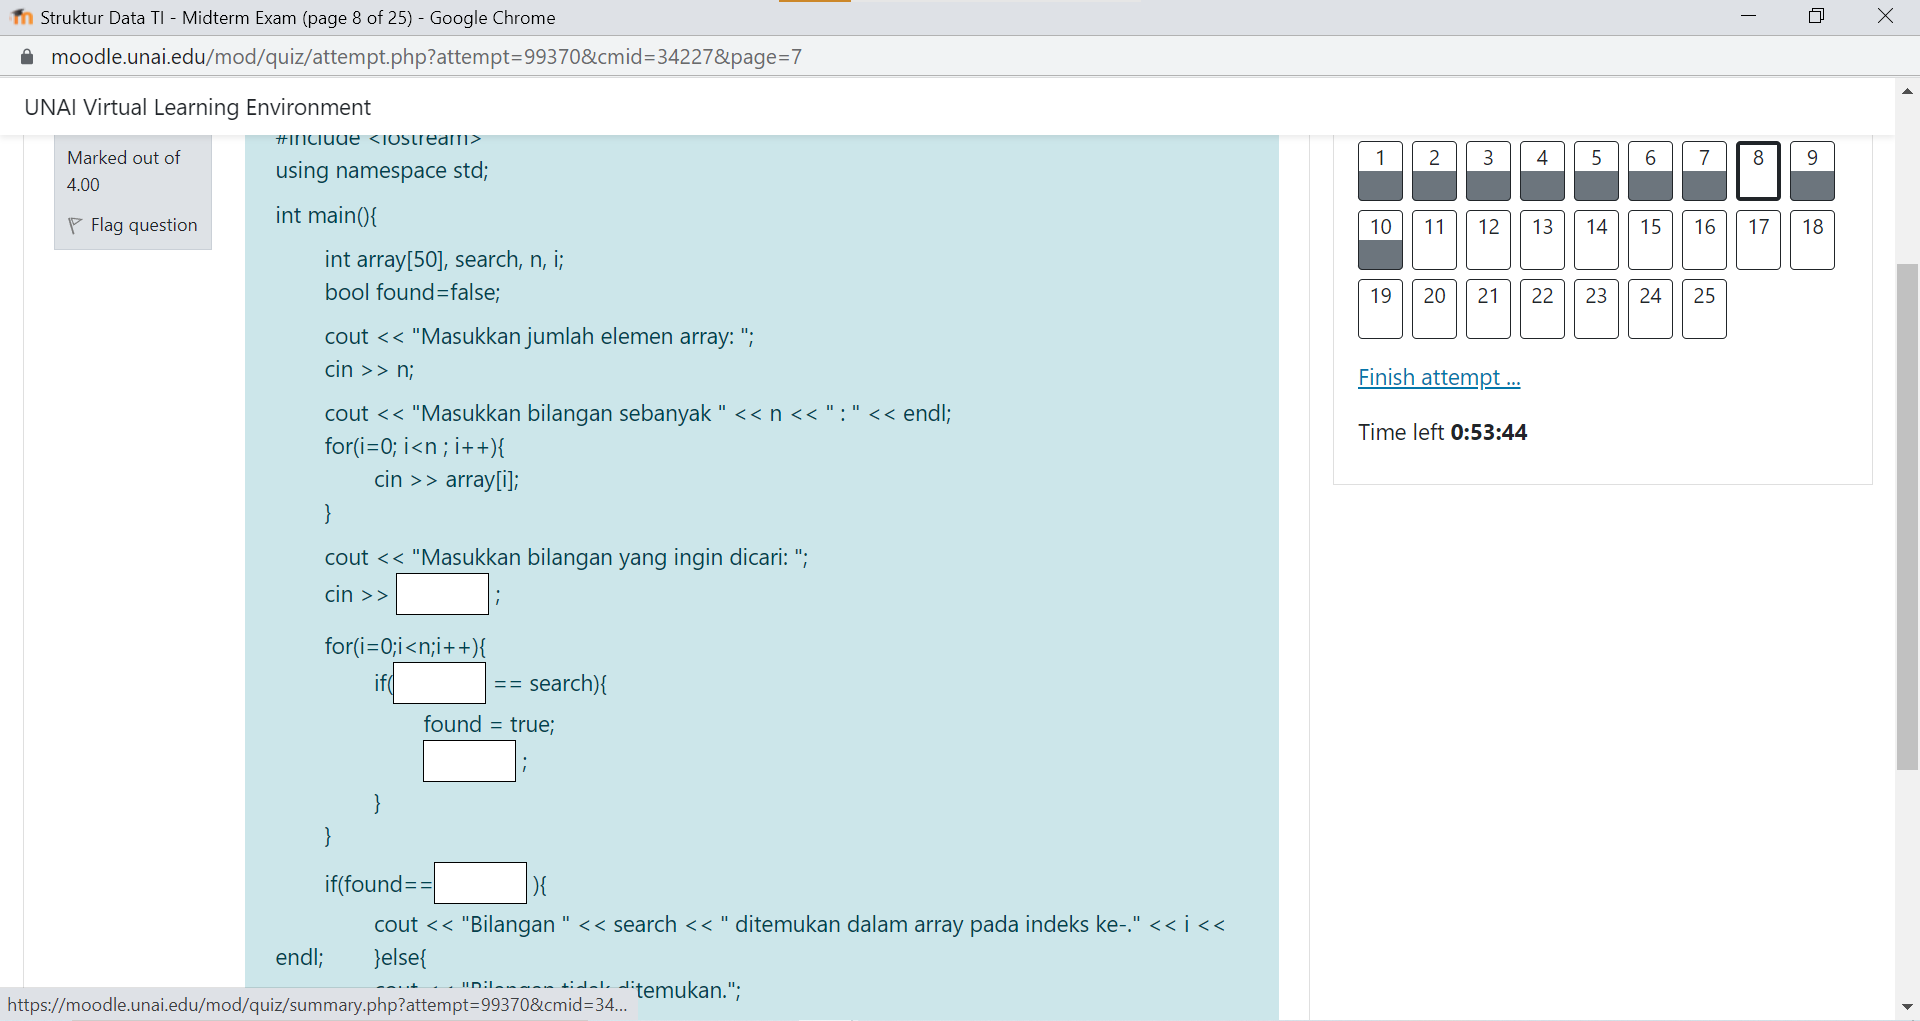 Struktur Data TI - Midterm Exam (page 8 of 25) - Google Chrome
moodle.unai.edu/mod/quiz/attempt.php?attempt=99370&cmid=34227&page=7
UNAI Virtual Learning Environment
Marked out of
4.00
Flag question
#include <iostream>
using namespace std;
int main(){
int array[50], search, n, i;
bool found=false;
cout << "Masukkan jumlah elemen array: ";
cin >> n;
cout << "Masukkan bilangan sebanyak " << n << " : " << endl;
for(i=0; i<n ; i++){
cin >> array[i];
}
cout << "Masukkan bilangan yang ingin dicari: ";
cin >> ;
for(i=0;i<n;i++){
if( == search){
found = true;
;
}
}
if(found== ){
cout << "Bilangan " << search << " ditemukan dalam array pada indeks ke-." << i <<
endl; }else{
cout << "Bilangan tidak ditemukan.";
1 2 3 4 5 6 7 8 9
10 11 12 13 14 15 16 17 18
19 20 21 22 23 24 25
Finish attempt ...
Time left 0:53:44
https://moodle.unai.edu/mod/quiz/summary.php?attempt=99370&cmid=34...